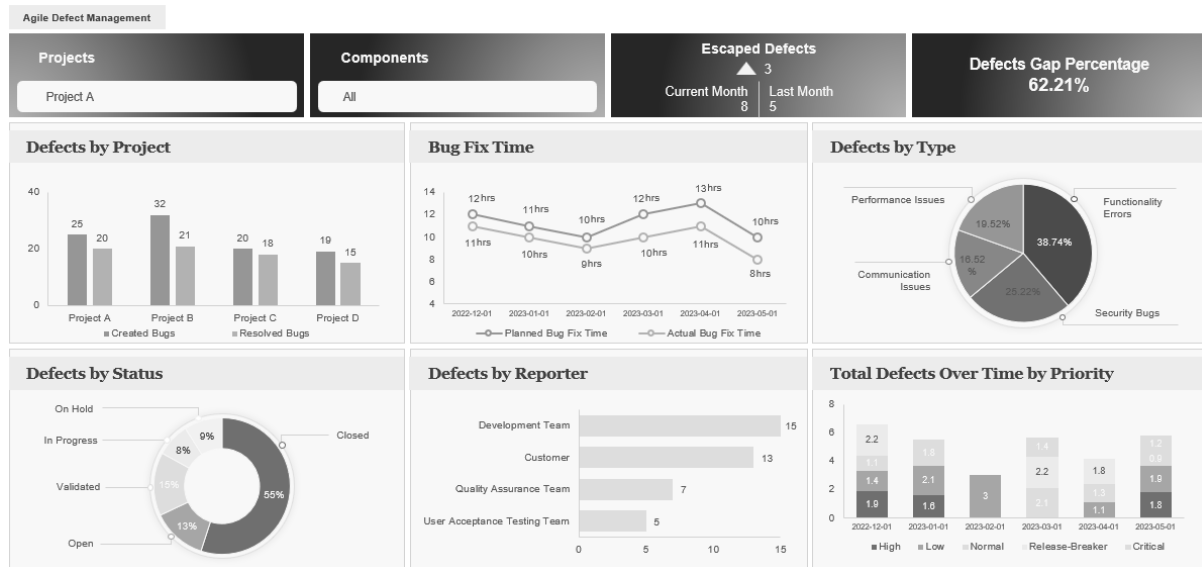 Agile Defect Management
Projects
Project A
Components
All
Escaped Defects
3
Current Month
8
Last Month
5
Defects Gap Percentage
62.21%
Defects by Project
40
20
0
25
20
32
21
20
18
19
15
Project A
Project B
Project C
Project D
Created Bugs
Resolved Bugs
Bug Fix Time
14
12
10
8
6
4
12hrs
11hrs
10hrs
12hrs
13hrs
10hrs
11hrs
10hrs
9hrs
10hrs
11hrs
8hrs
2022-12-01
2023-01-01
2023-02-01
2023-03-01
2023-04-01
2023-05-01
Planned Bug Fix Time
Actual Bug Fix Time
Defects by Type
Performance Issues
Functionality
Errors
19.52%
38.74%
16.52
%
25.22%
Communication
Issues
Security Bugs
Defects by Status
On Hold
In Progress
Validated
Open
Closed
9%
8%
15%
13%
55%
Defects by Reporter
Development Team
15
Customer
13
Quality Assurance Team
7
User Acceptance Testing Team
5
0
5
10
15
Total Defects Over Time by Priority
8
6
4
2
0
2.2
1.1
1.4
1.9
2.1
1.6
3
1.4
2.2
2.1
1.8
1.3
1.1
1.2
0.9
1.9
1.8
2022-12-01
2023-01-01
2023-02-01
2023-03-01
2023-04-01
2023-05-01
High
Low
Normal
Release-Breaker
Critical